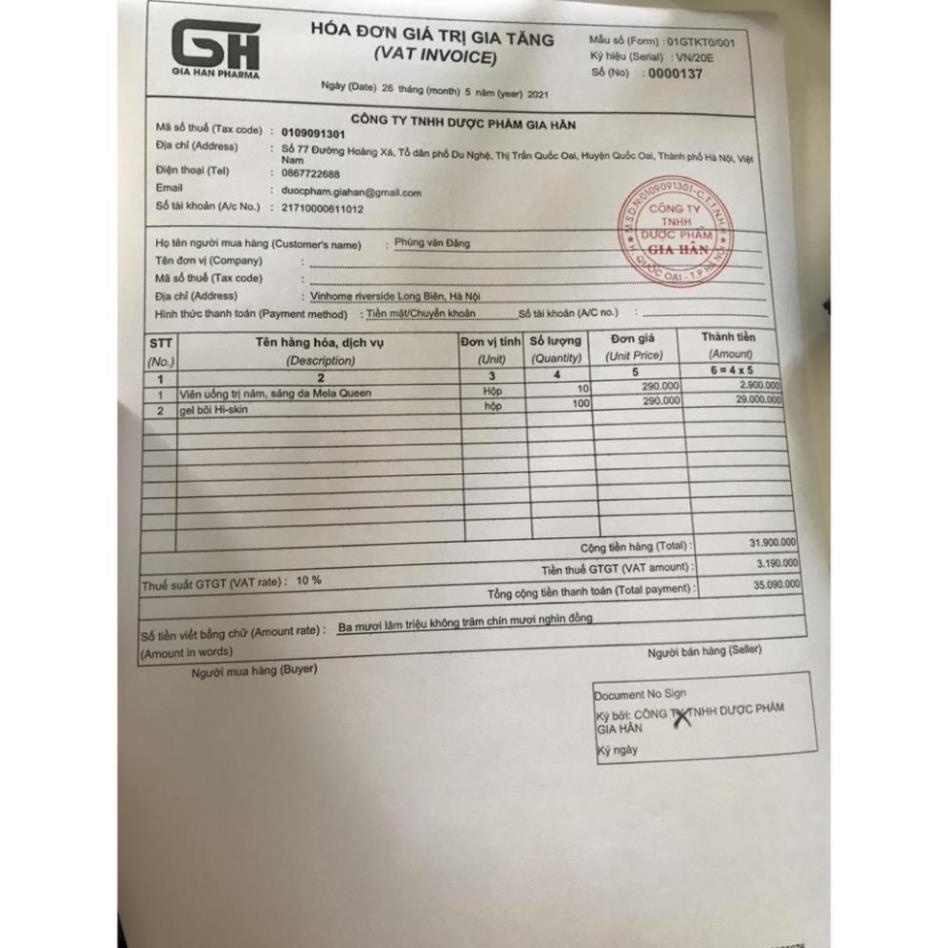 GH
GIA HAN PHARMA
HÓA ĐƠN GIÁ TRỊ GIA TĂNG
(VAT INVOICE)
Ngày (Date) 26 tháng (month) 5 năm (year) 2021
Mẫu số (Form) : 01GTKT0/001
Ký hiệu (Serial) : VN/20E
Số (No) : 0000137
CÔNG TY TNHH DƯỢC PHẨM GIA HÂN
Mã số thuế (Tax code) : 0109091301
Địa chỉ (Address) : Số 77 Đường Hoàng Xá, Tổ dân phố Du Nghệ, Thị Trấn Quốc Oai, Huyện Quốc Oai, Thành phố Hà Nội, Việt
Nam
Điện thoại (Tel) : 0867722688
Email : duocpham.giahan@gmail.com
Số tài khoản (A/c No.) : 21710000611012
M.S.D.N:0109091301-C.T.T.N.H.H
CÔNG TY
TNHH
DƯỢC PHẨM
GIA HÂN
H. QUỐC OAI - T.P HÀ NỘI
Họ tên người mua hàng (Customer's name) : Phùng văn Đăng
Tên đơn vị (Company) :
Mã số thuế (Tax code) :
Địa chỉ (Address) : Vinhome riverside Long Biên, Hà Nội
Hình thức thanh toán (Payment method) : Tiền mặt/Chuyển khoản Số tài khoản (A/C no.) :
STT Tên hàng hóa, dịch vụ Đơn vị tính Số lượng Đơn giá Thành tiền
(No.) (Description) (Unit) (Quantity) (Unit Price) (Amount)
1 2 3 4 5 6 = 4 x 5
1 Viên uống trị nám, sáng da Mela Queen Hộp 10 290.000 2.900.000
2 gel bôi Hi-skin hộp 100 290.000 29.000.000
Cộng tiền hàng (Total) : 31.900.000
Thuế suất GTGT (VAT rate) : 10 % Tiền thuế GTGT (VAT amount) : 3.190.000
Tổng cộng tiền thanh toán (Total payment) : 35.090.000
Số tiền viết bằng chữ (Amount rate) : Ba mươi lăm triệu không trăm chín mươi nghìn đồng
(Amount in words)
Người mua hàng (Buyer) Người bán hàng (Seller)
Document No Sign
Ký bởi: CÔNG TY TNHH DƯỢC PHẨM
GIA HÂN
Ký ngày